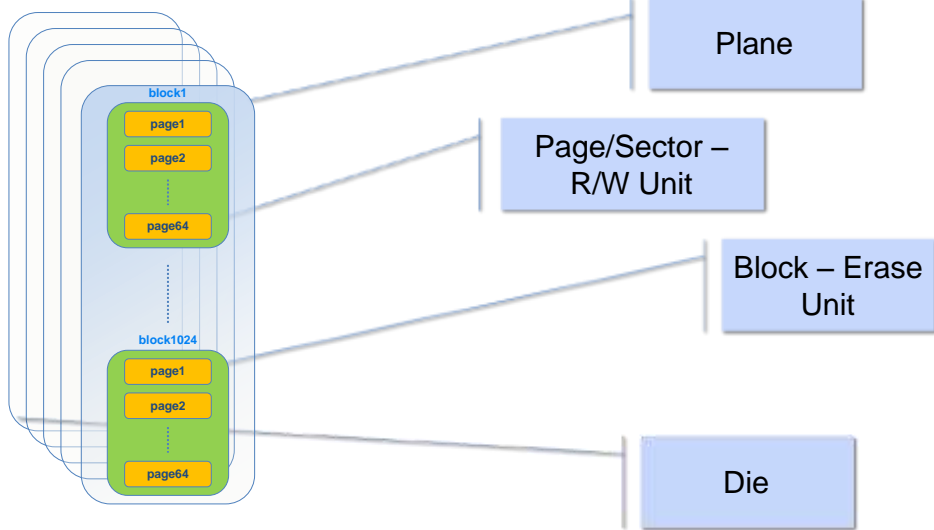 block1
page1
page2
page64
block1024
page1
page2
page64
Plane
Page/Sector –
R/W Unit
Block – Erase
Unit
Die